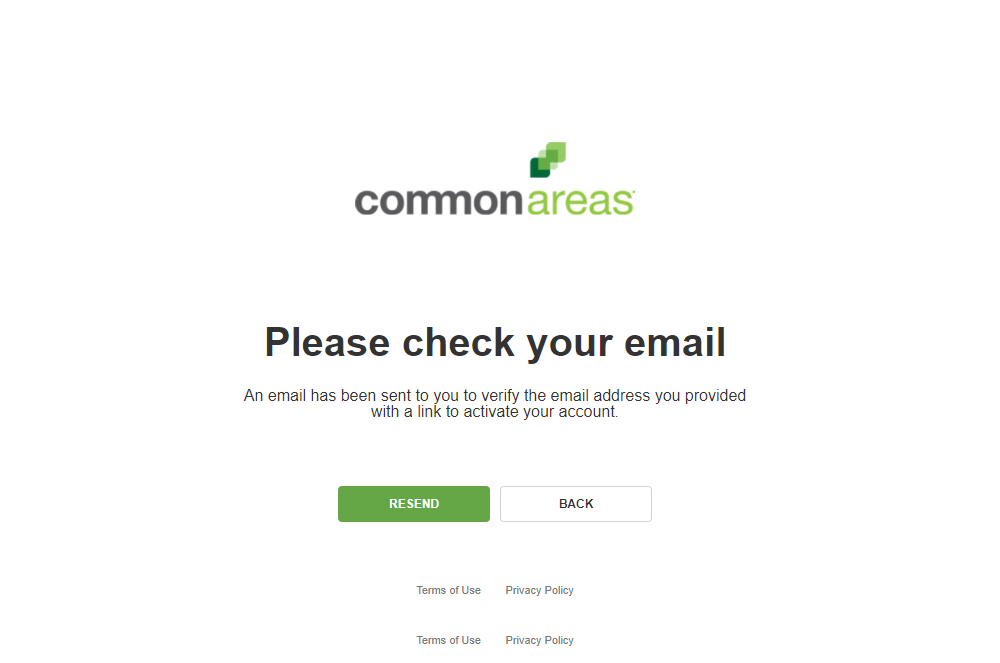 commonareas
Please check your email
An email has been sent to you to verify the email address you provided
with a link to activate your account.
RESEND BACK
Terms of Use Privacy Policy
Terms of Use Privacy Policy